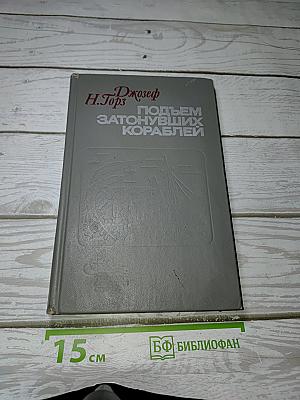 Джозеф
Н.Горз
ПОДЪЕМ
ЗАТОНУВШИХ
КОРАБЛЕЙ
15 см
БФ БИБЛИОФАН